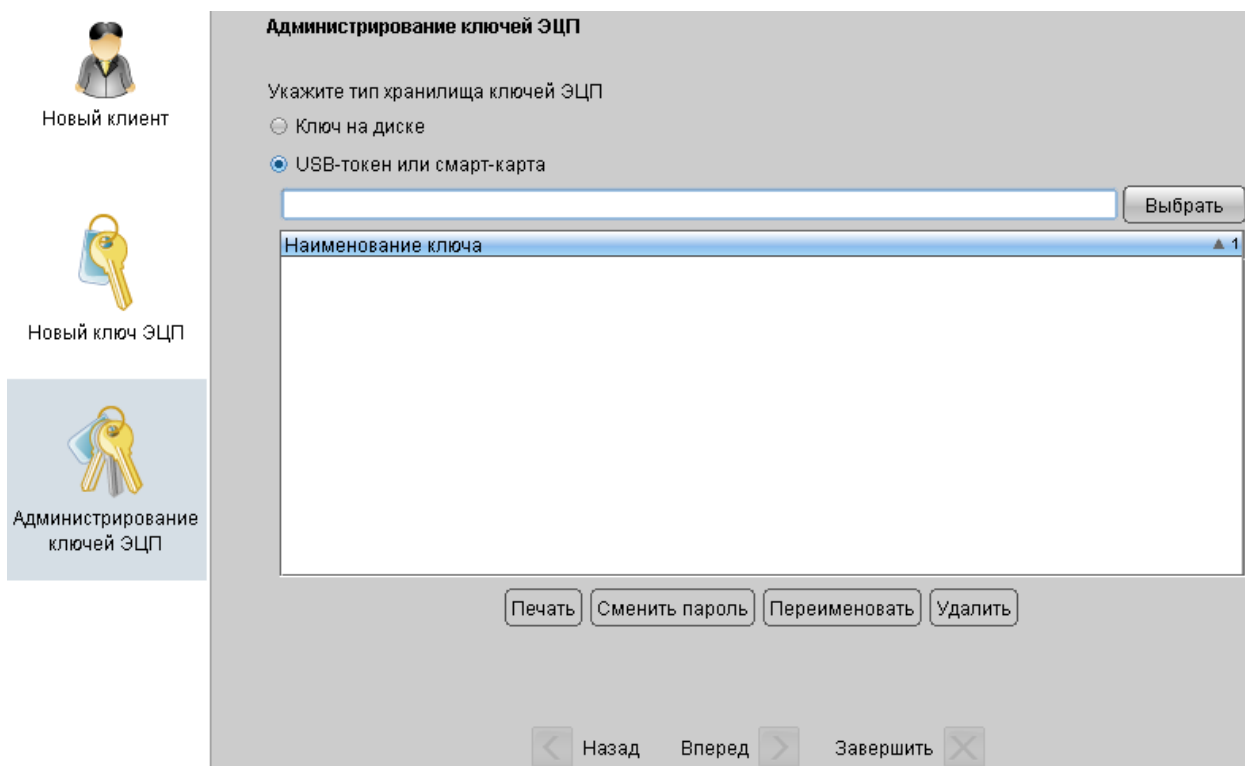 Новый клиент
Новый ключ ЭЦП
Администрирование
ключей ЭЦП
Администрирование ключей ЭЦП
Укажите тип хранилища ключей ЭЦП
Ключ на диске
USB-токен или смарт-карта
Выбрать
Наименование ключа 1
Печать Сменить пароль Переименовать Удалить
Назад Вперед Завершить